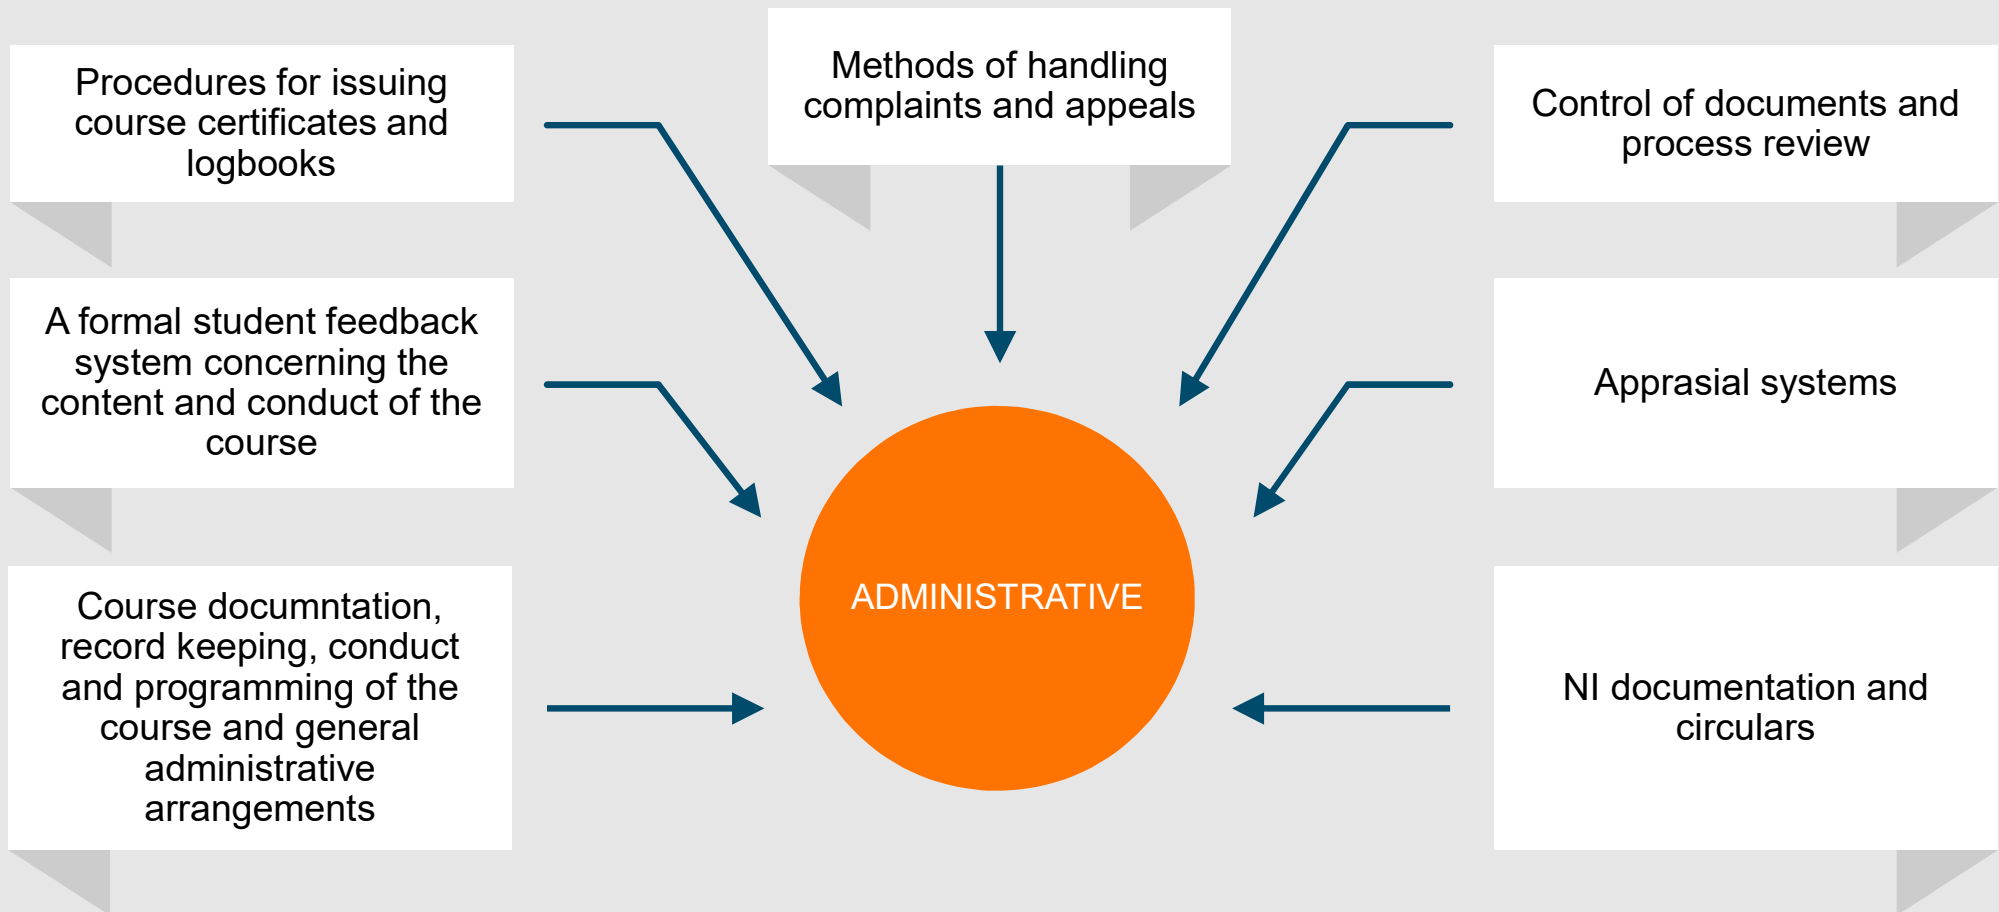 Procedures for issuing
course certificates and
logbooks
Methods of handling
complaints and appeals
Control of documents and
process review
A formal student feedback
system concerning the
content and conduct of the
course
Apprasial systems
Course documntation,
record keeping, conduct
and programming of the
course and general
administrative
arrangements
ADMINISTRATIVE
NI documentation and
circulars